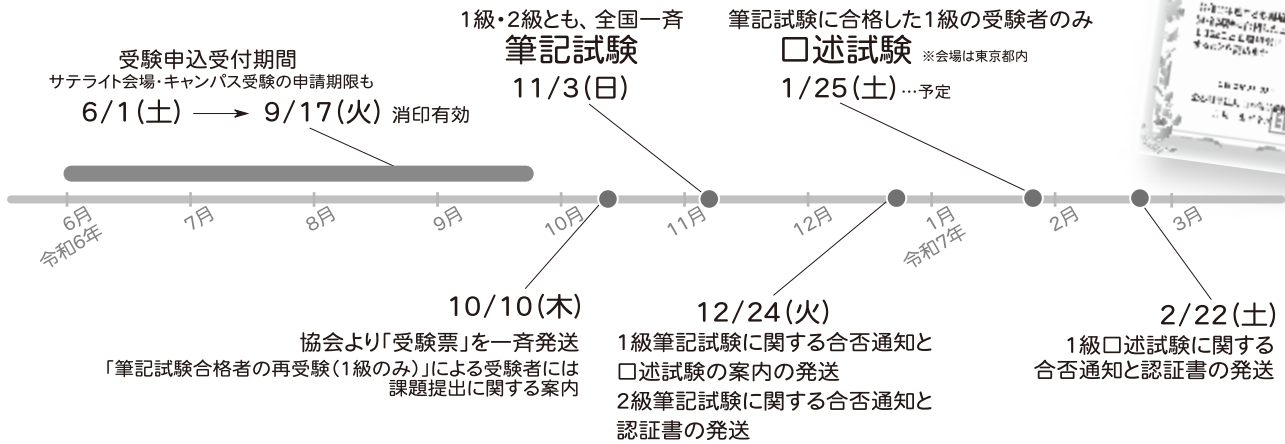 受験申込受付期間
サテライト会場・キャンパス受験の申請期限も
6/1(土) → 9/17(火) 消印有効
1級・2級とも、全国一斉
筆記試験
11/3(日)
筆記試験に合格した1級の受験者のみ
口述試験 ※会場は東京都内
1/25(土)…予定
6月 7月 8月 9月 10月 11月 12月 1月 2月 3月
令和6年 令和7年
10/10(木)
協会より「受験票」を一斉発送
「筆記試験合格者の再受験(1級のみ)」による受験者には
課題提出に関する案内
12/24(火)
1級筆記試験に関する合否通知と
口述試験の案内の発送
2級筆記試験に関する合否通知と
認証書の発送
2/22(土)
1級口述試験に関する
合否通知と認証書の発送